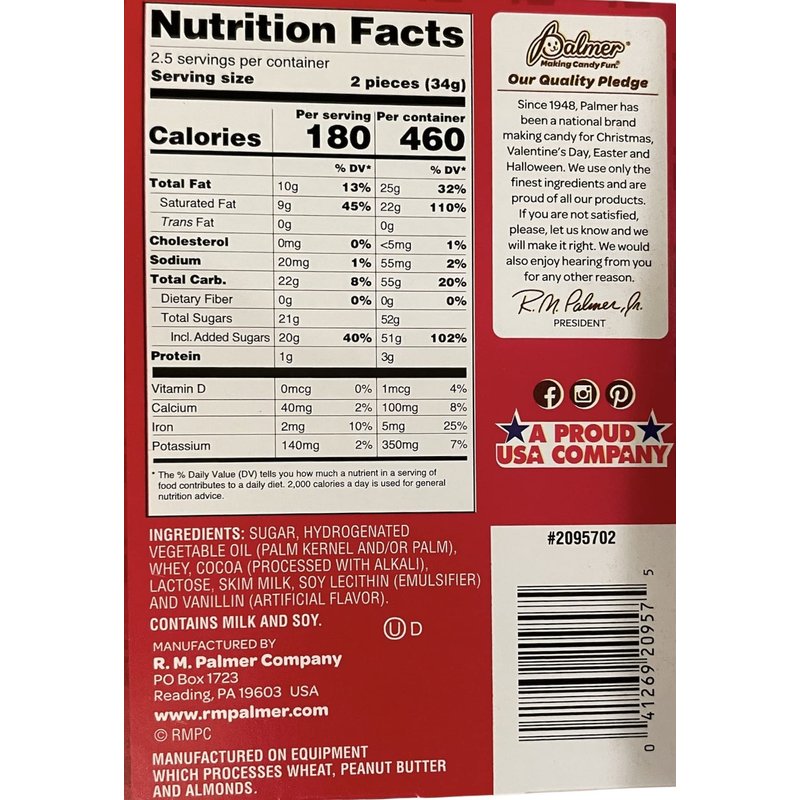 Nutrition Facts
2.5 servings per container
Serving size 2 pieces (34g)
Per serving Per container
Calories 180 460
% DV* % DV*
Total Fat 10g 13% 25g 32%
Saturated Fat 9g 45% 22g 110%
Trans Fat 0g 0g
Cholesterol 0mg 0% <5mg 1%
Sodium 20mg 1% 55mg 2%
Total Carb. 22g 8% 55g 20%
Dietary Fiber 0g 0% 0g 0%
Total Sugars 21g 52g
Incl. Added Sugars 20g 40% 51g 102%
Protein 1g 3g
Vitamin D 0mcg 0% 1mcg 4%
Calcium 40mg 2% 100mg 8%
Iron 2mg 10% 5mg 25%
Potassium 140mg 2% 350mg 7%
* The % Daily Value (DV) tells you how much a nutrient in a serving of
food contributes to a daily diet. 2,000 calories a day is used for general
nutrition advice.
INGREDIENTS: SUGAR, HYDROGENATED
VEGETABLE OIL (PALM KERNEL AND/OR PALM),
WHEY, COCOA (PROCESSED WITH ALKALI),
LACTOSE, SKIM MILK, SOY LECITHIN (EMULSIFIER)
AND VANILLIN (ARTIFICIAL FLAVOR).
CONTAINS MILK AND SOY.
U D
MANUFACTURED BY
R. M. Palmer Company
PO Box 1723
Reading, PA 19603 USA
www.rmpalmer.com
© RMPC
MANUFACTURED ON EQUIPMENT
WHICH PROCESSES WHEAT, PEANUT BUTTER
AND ALMONDS.
Palmer®
Making Candy Fun.®
Our Quality Pledge
Since 1948, Palmer has
been a national brand
making candy for Christmas,
Valentine's Day, Easter and
Halloween. We use only the
finest ingredients and are
proud of all our products.
If you are not satisfied,
please, let us know and we
will make it right. We would
also enjoy hearing from you
for any other reason.
R. M. Palmer, Jr.
PRESIDENT
A PROUD
USA COMPANY
#2095702
0 41269 20957 5